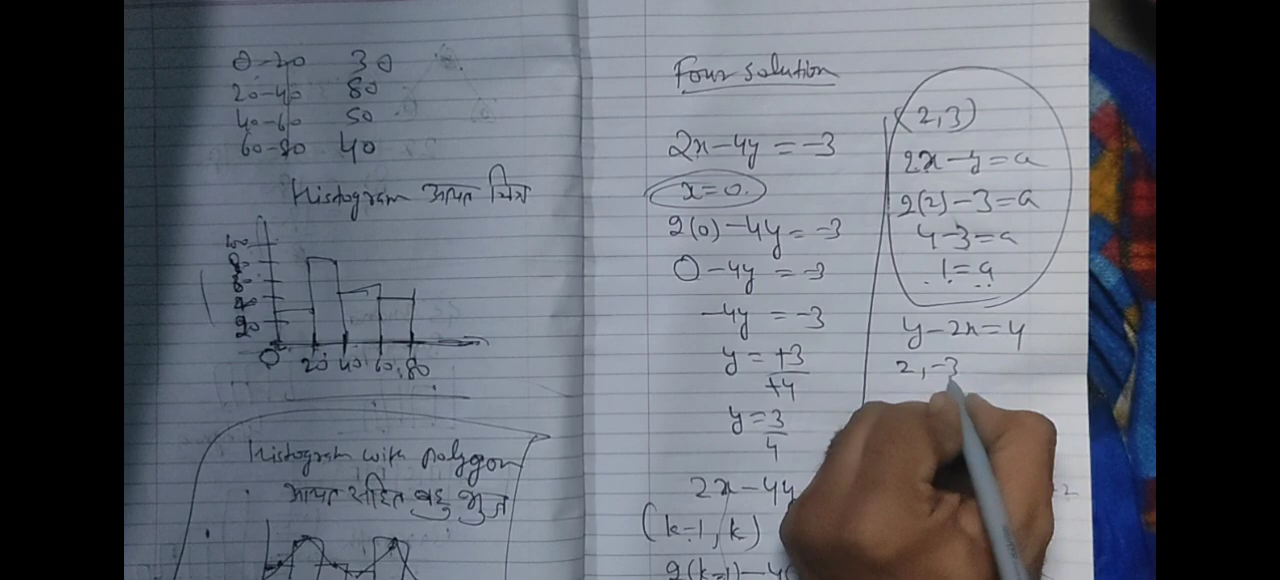 0-20 30
20-40 80
40-60 50
60-80 40
Histogram आयत चित्र
0 20 40 60 80
Histogram with polygon
आयत सहित बहुभुज
Four solution
2x-4y=-3
x=0.
2(0)-4y=-3
0-4y=-3
-4y=-3
y=+3/+4
y=3/4
2x-4y
(k-1, k)
2(k-1)-4
(2,3)
2x-y=a
2(2)-3=a
4-3=a
1=a
y-2x=4
2,-3